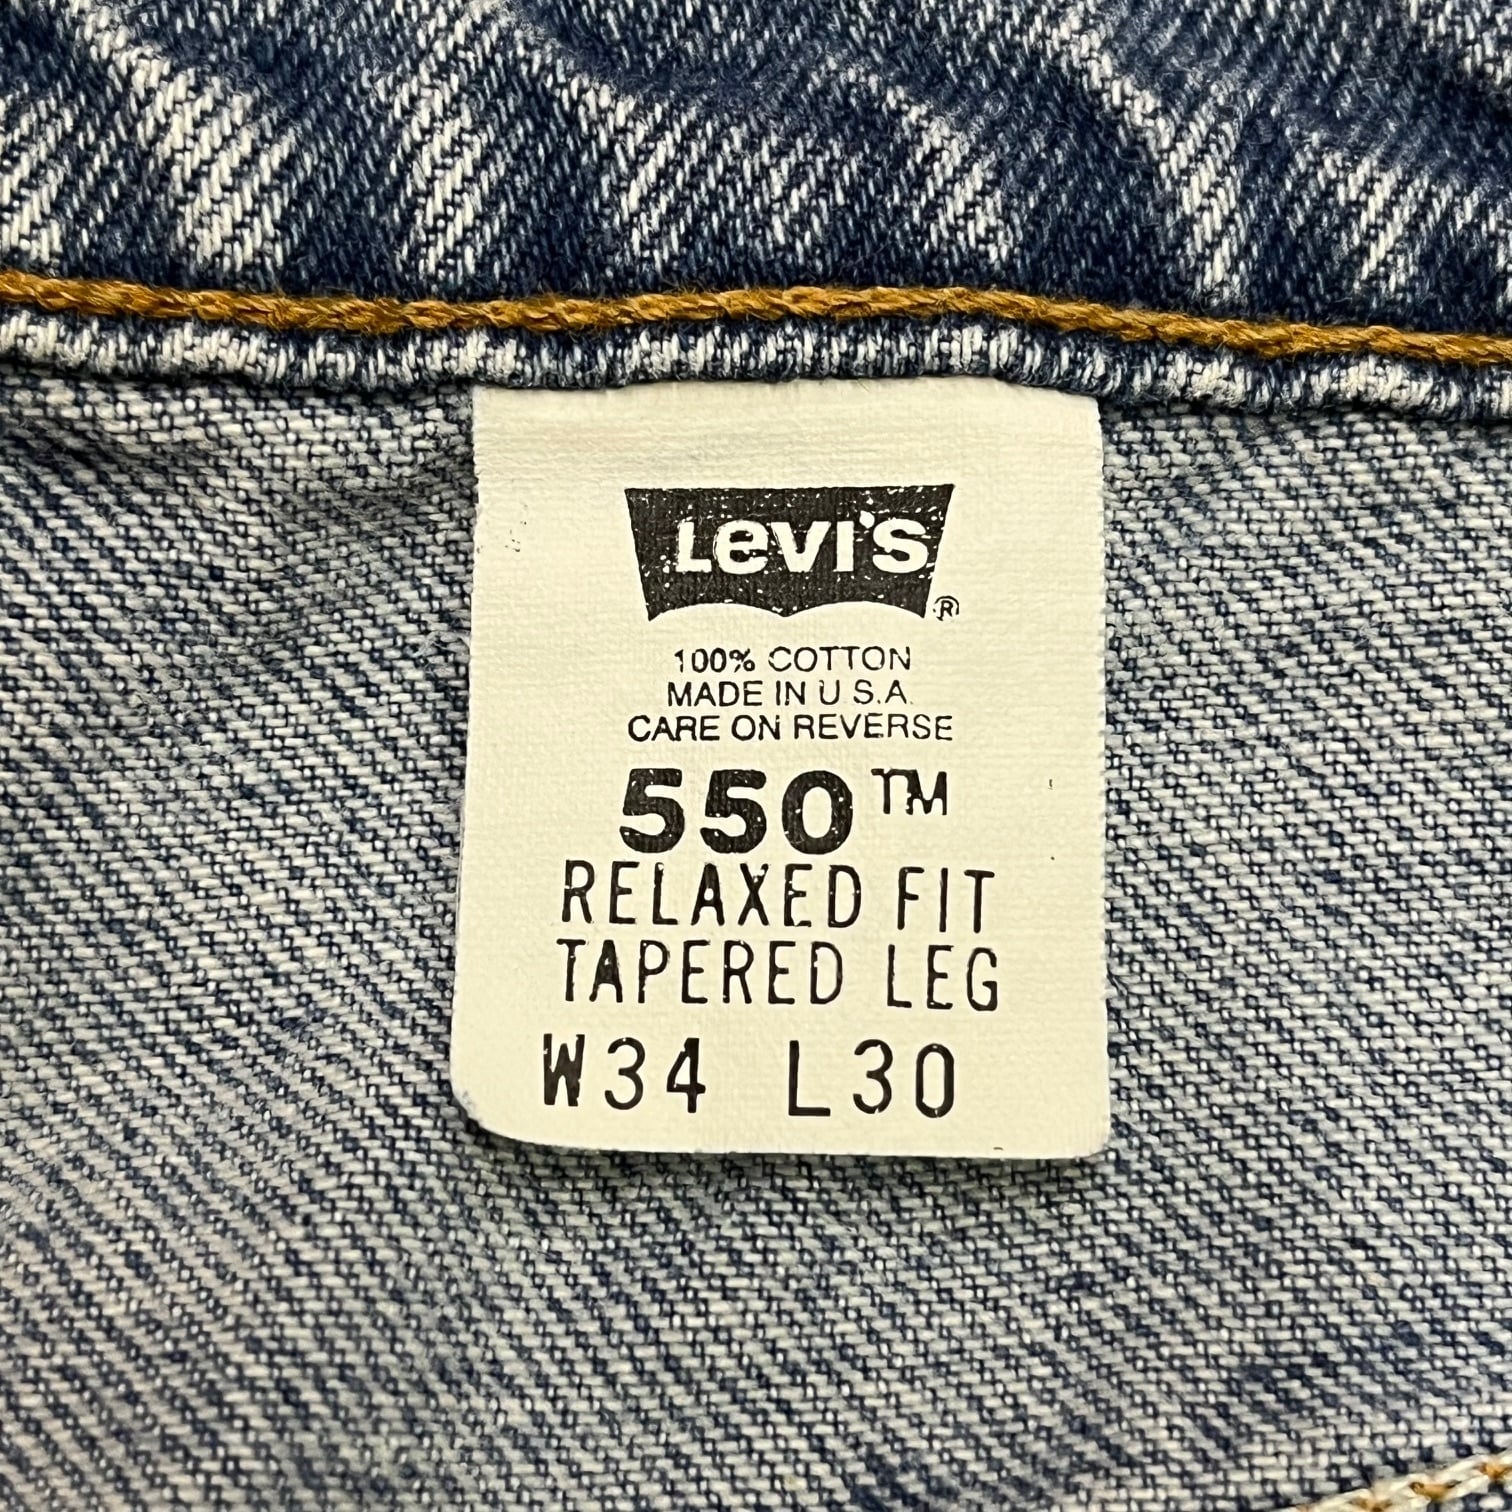 Levi's ®
100% COTTON
MADE IN U.S.A.
CARE ON REVERSE
550™
RELAXED FIT
TAPERED LEG
W34 L30